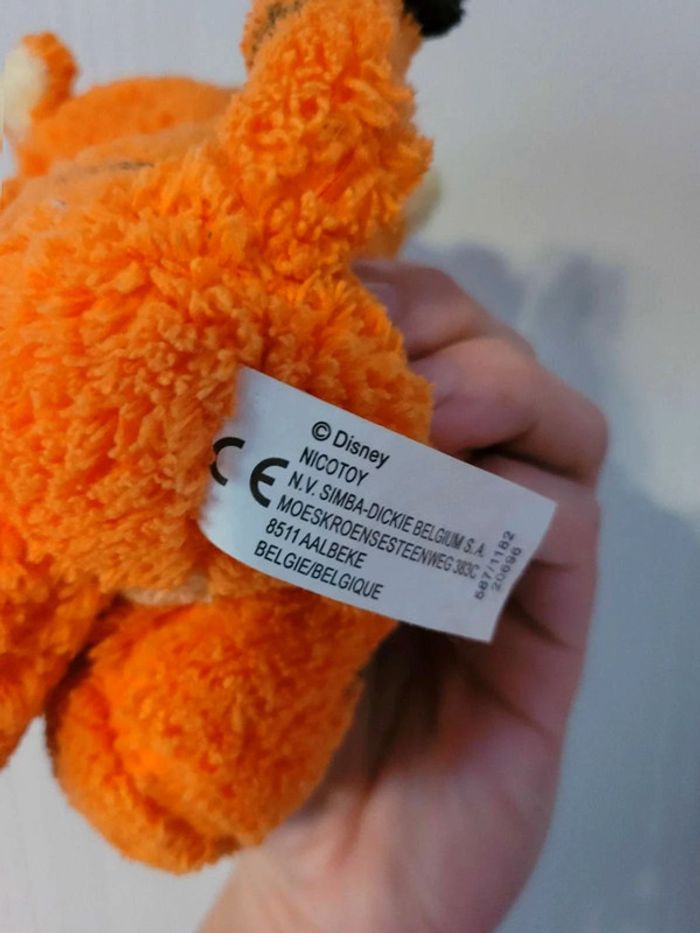 © Disney
NICOTOY
CE
N.V. SIMBA-DICKIE BELGIUM S.A.
MOESKROENSESTEENWEG 383C
8511 AALBEKE
BELGIE/BELGIQUE
587/1182
20696